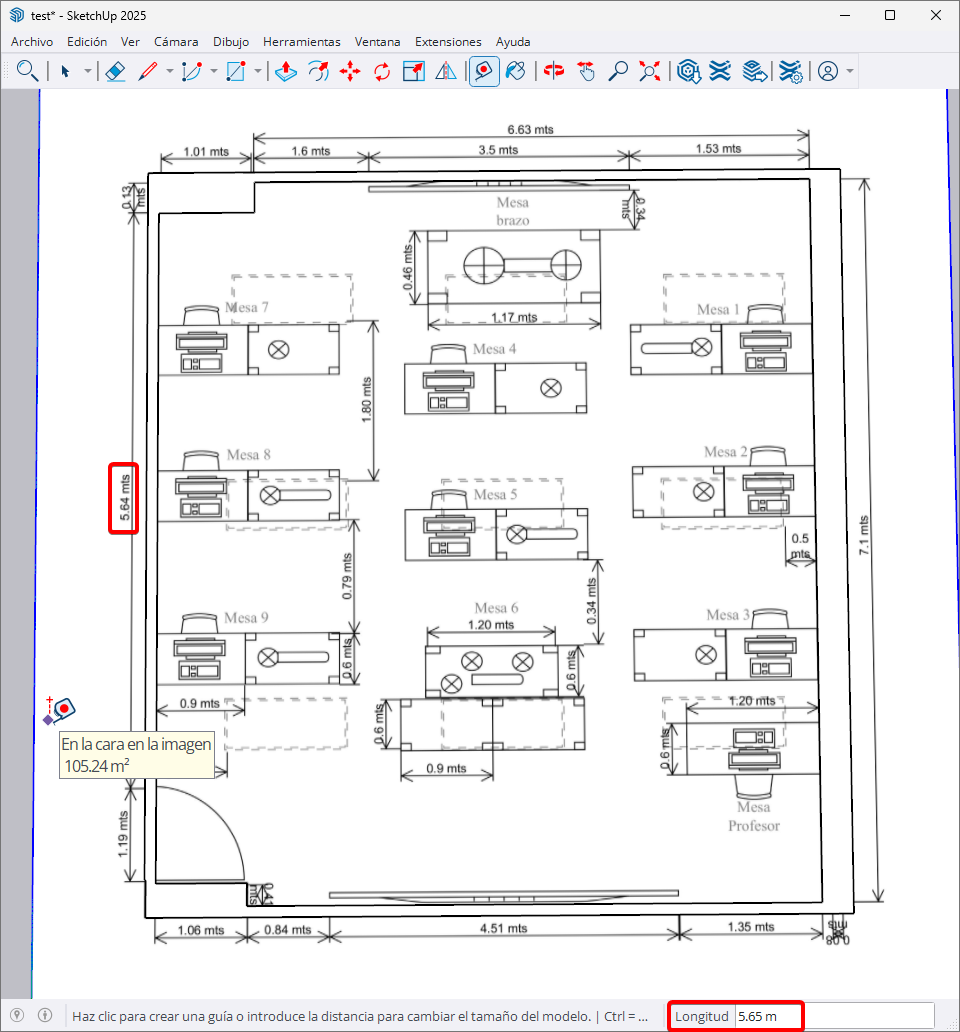 test* - SketchUp 2025
Archivo Edición Ver Cámara Dibujo Herramientas Ventana Extensiones Ayuda
6.63 mts
1.01 mts 1.6 mts 3.5 mts 1.53 mts
0.13 mts
0.34 mts
Mesa brazo
0.46 mts
1.17 mts
Mesa 7
Mesa 1
Mesa 4
1.80 mts
Mesa 8
Mesa 2
5.64 mts
Mesa 5
0.5 mts
7.1 mts
0.79 mts
0.34 mts
Mesa 9
Mesa 6
Mesa 3
1.20 mts
0.6 mts
0.6 mts
0.9 mts
1.20 mts
0.6 mts
0.6 mts
En la cara en la imagen
105.24 m²
0.9 mts
Mesa
Profesor
1.19 mts
1.06 mts 0.84 mts 4.51 mts 1.35 mts
0.08 mts
Haz clic para crear una guía o introduce la distancia para cambiar el tamaño del modelo. | Ctrl = ...
Longitud 5.65 m